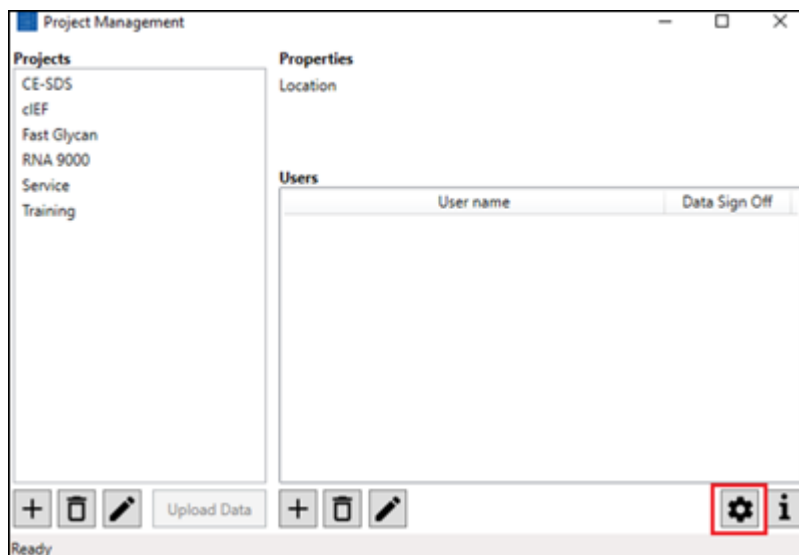 Project Management
Projects
CE-SDS
cIEF
Fast Glycan
RNA 9000
Service
Training
Properties
Location
Users
User name Data Sign Off
Upload Data
Ready